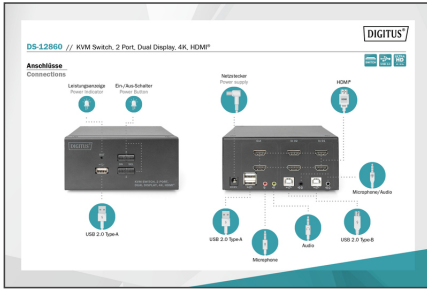 DIGITUS®
DS-12860 // KVM Switch, 2 Port, Dual Display, 4K, HDMI®
Anschlüsse
Connections
Leistungsanzeige
Power Indicator
Ein-/Aus-Schalter
Power Button
Netzstecker
Power supply
HDMI®
DIGITUS
USB 2.0 Type-A
Microphone/Audio
USB 2.0 Type-A
Microphone
Audio
USB 2.0 Type-B